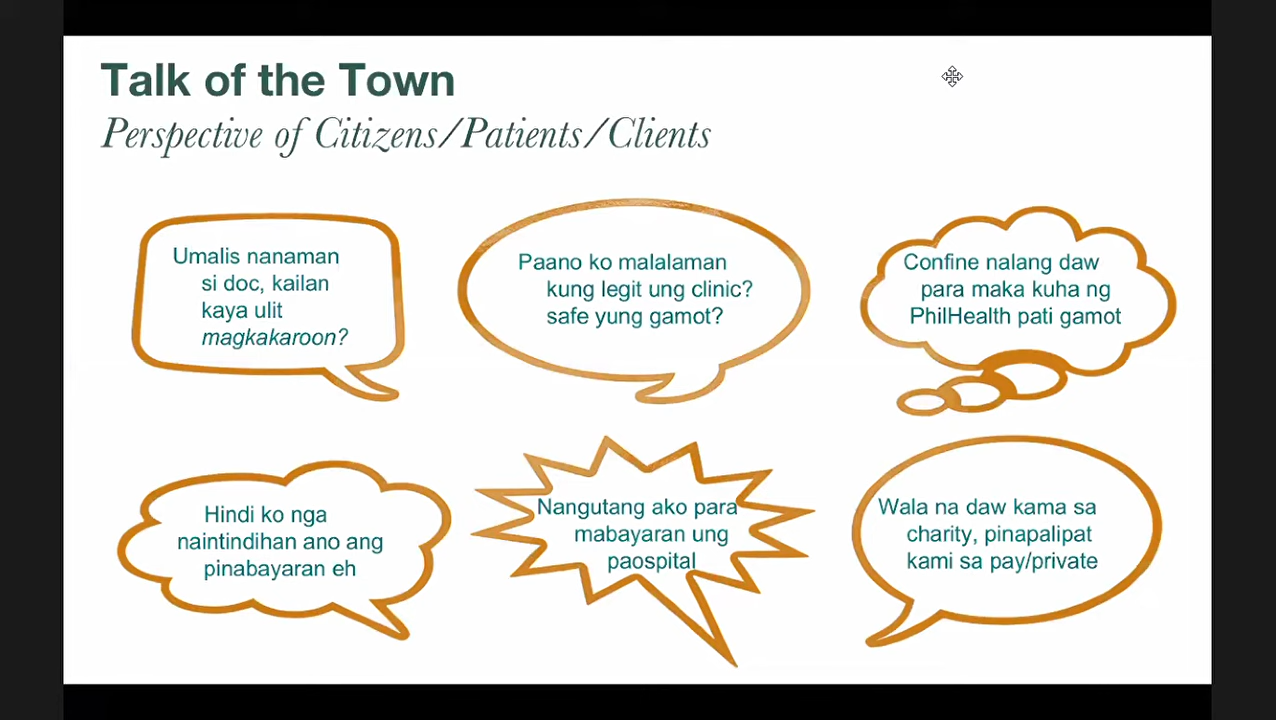 Talk of the Town
Perspective of Citizens/Patients/Clients
Umalis nanaman
si doc, kailan
kaya ulit
magkakaroon?
Paano ko malalaman
kung legit ung clinic?
safe yung gamot?
Confine nalang daw
para maka kuha ng
PhilHealth pati gamot
Hindi ko nga
naintindihan ano ang
pinabayaran eh
Nangutang ako para
mabayaran ung
paospital
Wala na daw kama sa
charity, pinapalipat
kami sa pay/private